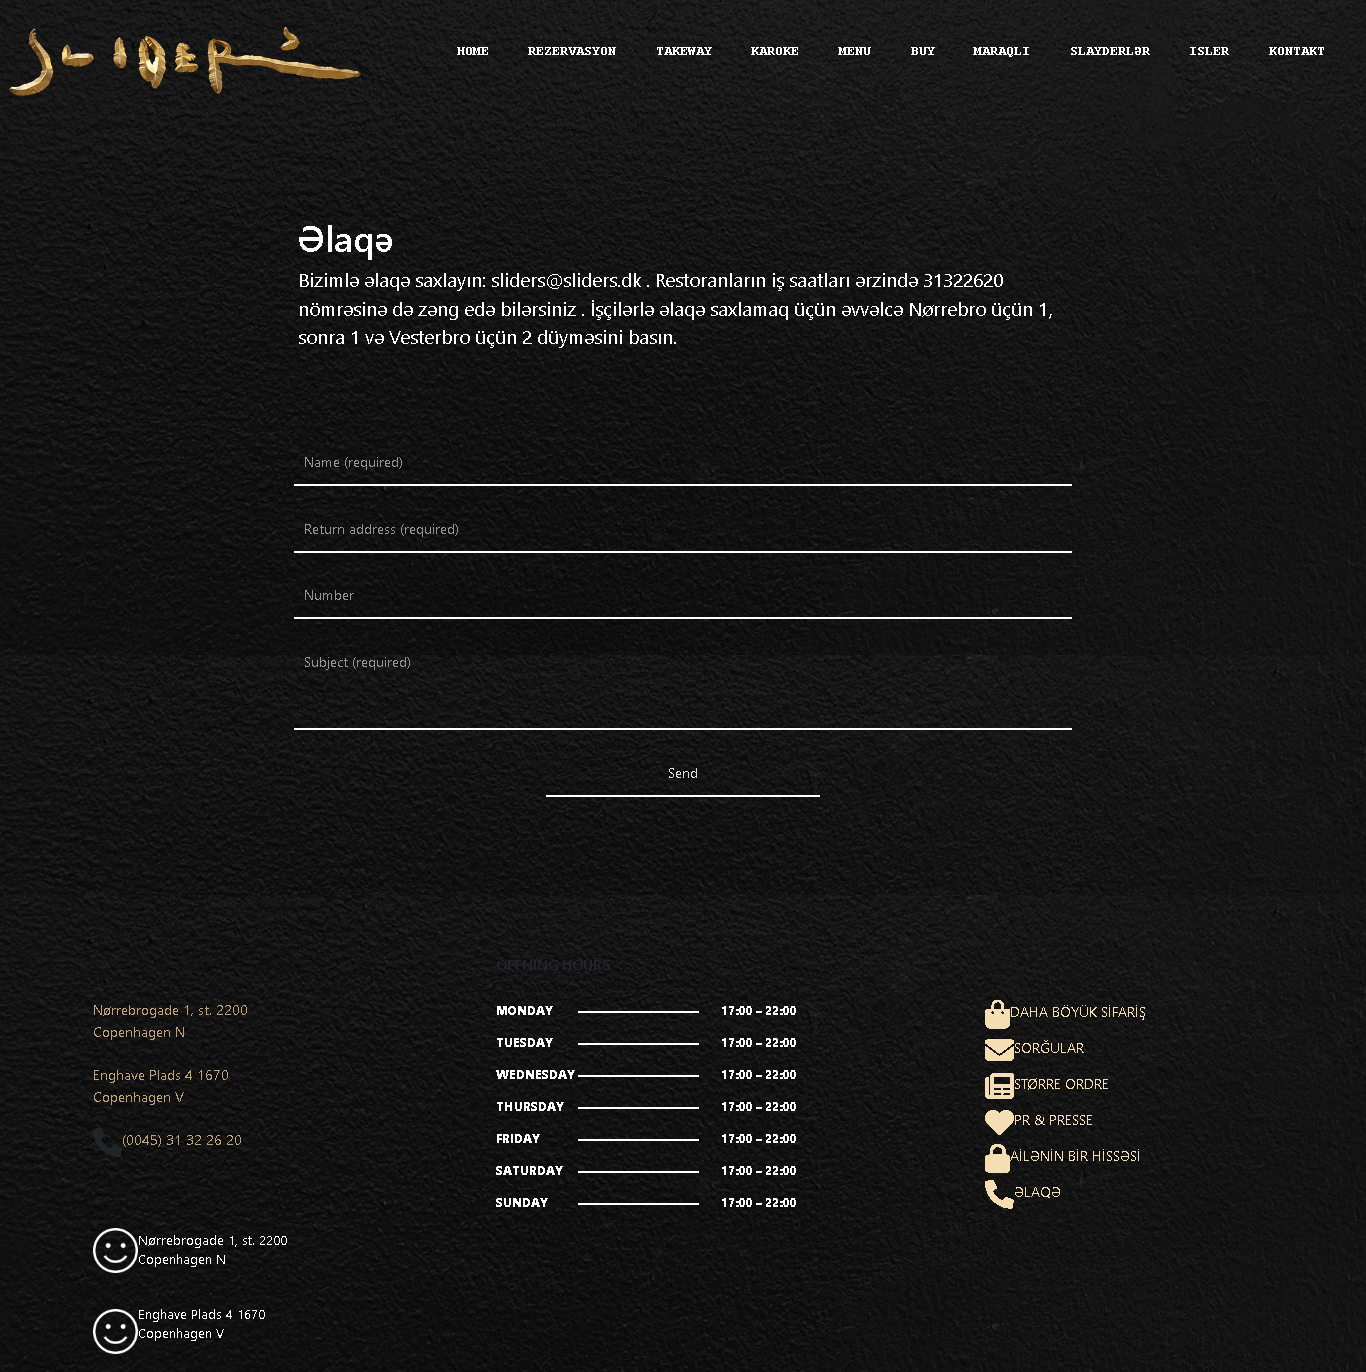 SLIDERS
HOME REZERVASYON TAKEWAY KAROKE MENU BUY MARAQLI SLAYDERLƏR ISLER KONTAKT
Əlaqə
Bizimlə əlaqə saxlayın: sliders@sliders.dk . Restoranların iş saatları ərzində 31322620
nömrəsinə də zəng edə bilərsiniz . İşçilərlə əlaqə saxlamaq üçün əvvəlcə Nørrebro üçün 1,
sonra 1 və Vesterbro üçün 2 düyməsini basın.
Name (required)
Return address (required)
Number
Subject (required)
Send
Nørrebrogade 1, st. 2200
Copenhagen N
Enghave Plads 4 1670
Copenhagen V
(0045) 31 32 26 20
Nørrebrogade 1, st. 2200
Copenhagen N
Enghave Plads 4 1670
Copenhagen V
OPENING HOURS
MONDAY 17:00 – 22:00
TUESDAY 17:00 – 22:00
WEDNESDAY 17:00 – 22:00
THURSDAY 17:00 – 22:00
FRIDAY 17:00 – 22:00
SATURDAY 17:00 – 22:00
SUNDAY 17:00 – 22:00
DAHA BÖYÜK SİFARİŞ
SORĞULAR
STØRRE ORDRE
PR & PRESSE
AİLƏNİN BİR HİSSƏSİ
ƏLAQƏ